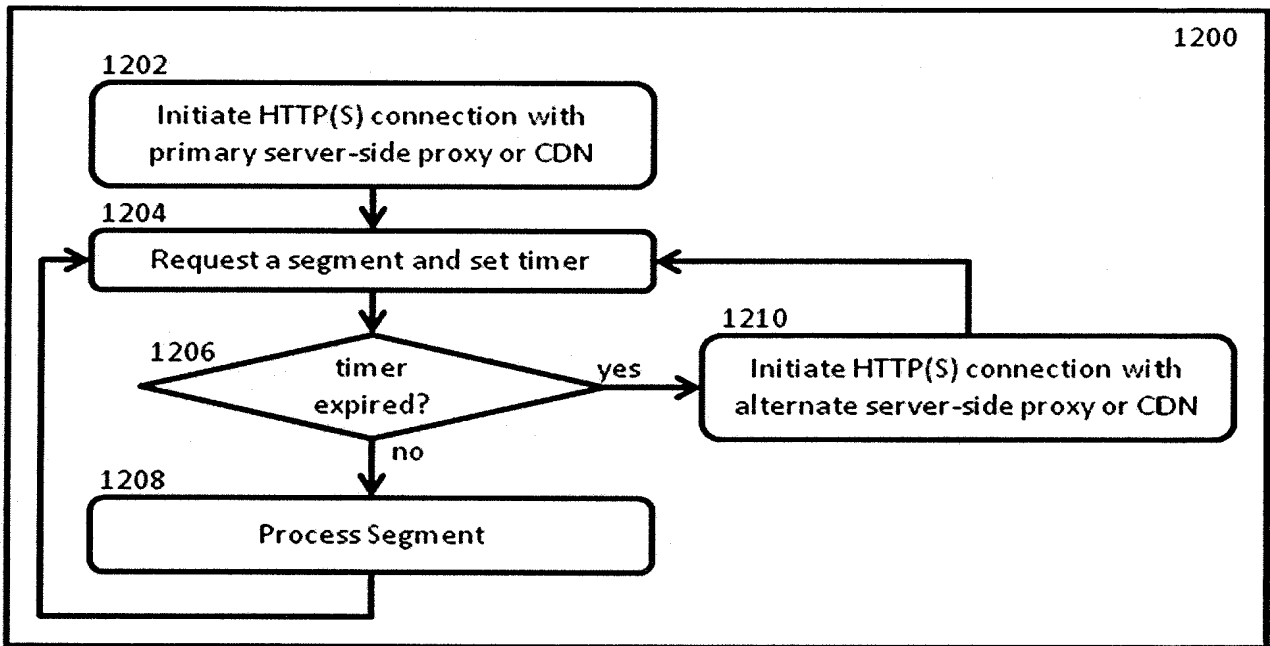 1200
1202
Initiate HTTP(S) connection with
primary server-side proxy or CDN
1204
Request a segment and set timer
1206
timer
expired?
yes
1210
Initiate HTTP(S) connection with
alternate server-side proxy or CDN
no
1208
Process Segment